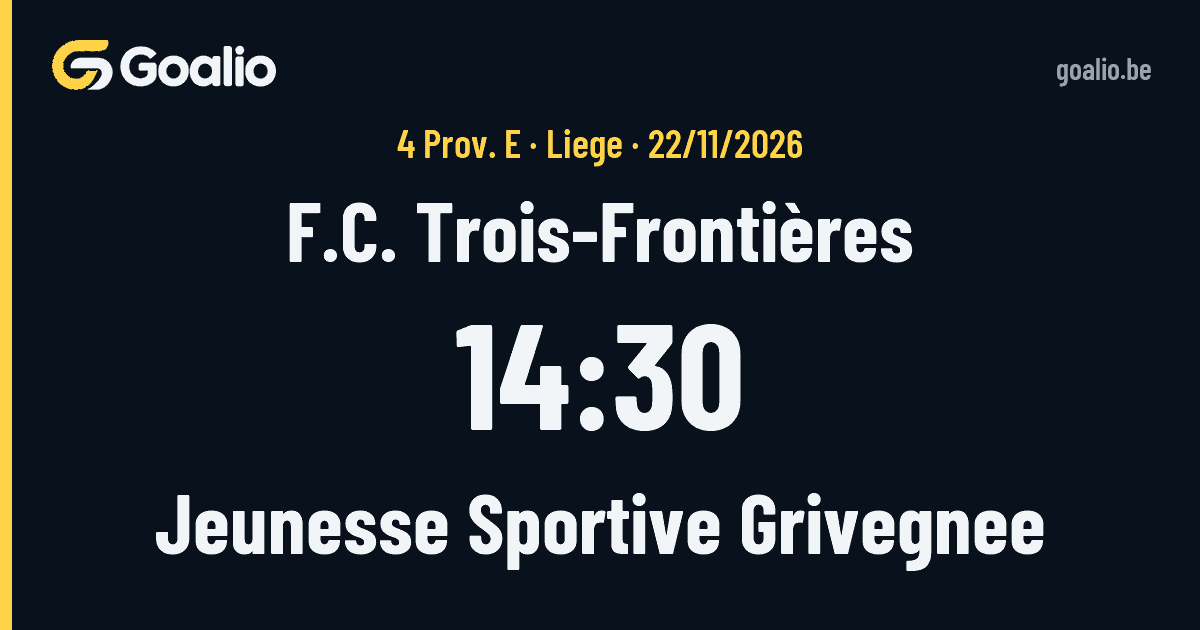 Goalio
goalio.be
4 Prov. E · Liege · 22/11/2026
F.C. Trois-Frontières
14:30
Jeunesse Sportive Grivegnee